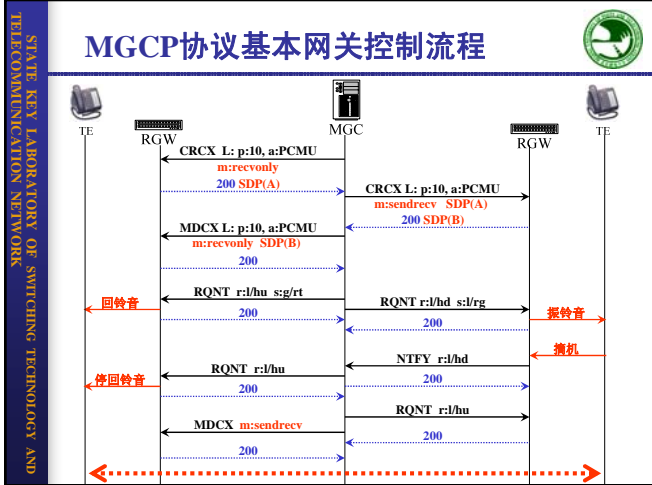 STATE KEY LABORATORY OF SWITCHING TECHNOLOGY AND
TELECOMMUNICATION NETWORK
MGCP协议基本网关控制流程
TE
RGW
MGC
RGW
TE
CRCX L: p:10, a:PCMU
m:recvonly
200 SDP(A)
CRCX L: p:10, a:PCMU
m:sendrecv SDP(A)
200 SDP(B)
MDCX L: p:10, a:PCMU
m:recvonly SDP(B)
200
RQNT r:l/hu s:g/rt
回铃音
200
RQNT r:l/hd s:l/rg
振铃音
200
摘机
NTFY r:l/hd
200
RQNT r:l/hu
停回铃音
200
RQNT r:l/hu
200
MDCX m:sendrecv
200